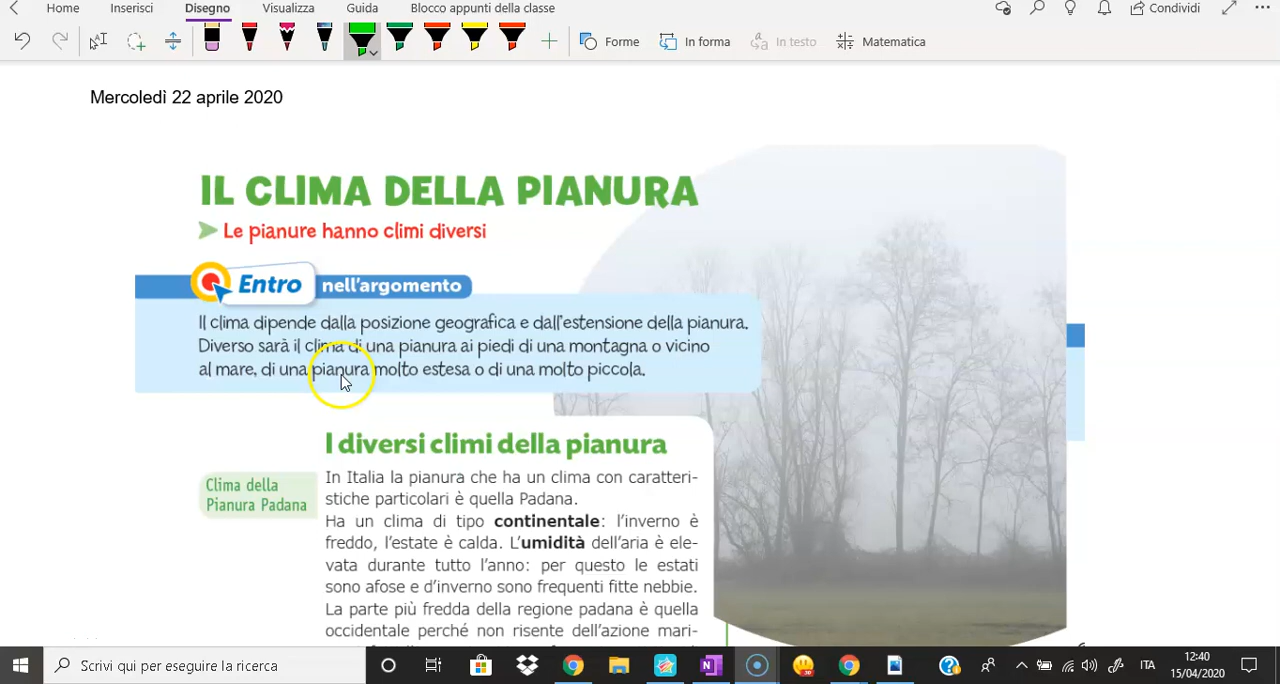 Home Inserisci Disegno Visualizza Guida Blocco appunti della classe Condividi
Forme In forma In testo Matematica
Mercoledì 22 aprile 2020
IL CLIMA DELLA PIANURA
Le pianure hanno climi diversi
Entro nell'argomento
Il clima dipende dalla posizione geografica e dall'estensione della pianura.
Diverso sarà il clima di una pianura ai piedi di una montagna o vicino
al mare, di una pianura molto estesa o di una molto piccola.
I diversi climi della pianura
Clima della
Pianura Padana
In Italia la pianura che ha un clima con caratteri-
stiche particolari è quella Padana.
Ha un clima di tipo continentale: l'inverno è
freddo, l'estate è calda. L'umidità dell'aria è ele-
vata durante tutto l'anno: per questo le estati
sono afose e d'inverno sono frequenti fitte nebbie.
La parte più fredda della regione padana è quella
occidentale perché non risente dell'azione mari-
Scrivi qui per eseguire la ricerca
ITA
12:40
15/04/2020